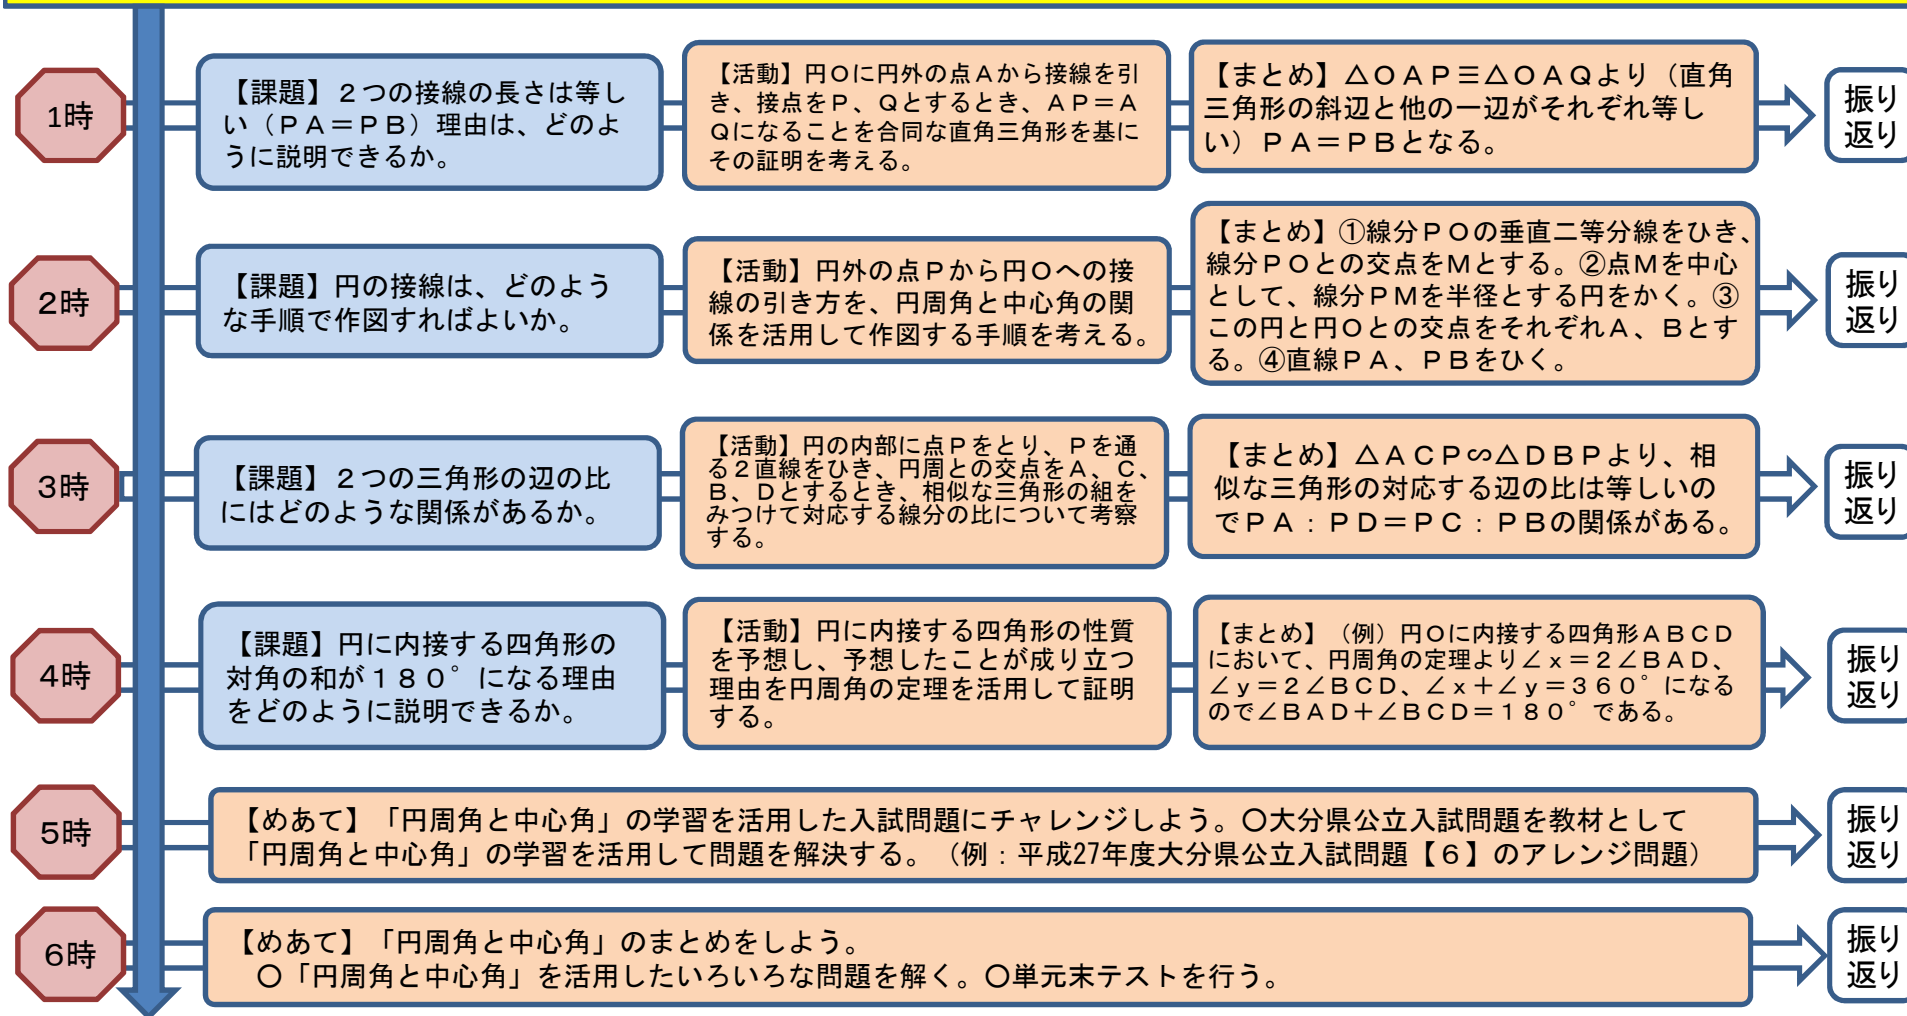 1時
【課題】２つの接線の長さは等し
い（ＰＡ＝ＰＢ）理由は、どのよ
うに説明できるか。
【活動】円Ｏに円外の点Ａから接線を引
き、接点をＰ、Ｑとするとき、ＡＰ＝Ａ
Ｑになることを合同な直角三角形を基に
その証明を考える。
【まとめ】△ＯＡＰ≡△ＯＡＱより（直角
三角形の斜辺と他の一辺がそれぞれ等し
い）ＰＡ＝ＰＢとなる。
振り
返り
2時
【課題】円の接線は、どのよう
な手順で作図すればよいか。
【活動】円外の点Ｐから円Ｏへの接
線の引き方を、円周角と中心角の関
係を活用して作図する手順を考える。
【まとめ】①線分ＰＯの垂直二等分線をひき、
線分ＰＯとの交点をＭとする。②点Ｍを中心
として、線分ＰＭを半径とする円をかく。③
この円と円Ｏとの交点をそれぞれＡ、Ｂとす
る。④直線ＰＡ、ＰＢをひく。
振り
返り
3時
【課題】２つの三角形の辺の比
にはどのような関係があるか。
【活動】円の内部に点Ｐをとり、Ｐを通
る２直線をひき、円周との交点をＡ、Ｃ、
Ｂ、Ｄとするとき、相似な三角形の組を
みつけて対応する線分の比について考察
する。
【まとめ】△ＡＣＰ∽△ＤＢＰより、相
似な三角形の対応する辺の比は等しいの
でＰＡ：ＰＤ＝ＰＣ：ＰＢの関係がある。
振り
返り
4時
【課題】円に内接する四角形の
対角の和が１８０°になる理由
をどのように説明できるか。
【活動】円に内接する四角形の性質
を予想し、予想したことが成り立つ
理由を円周角の定理を活用して証明
する。
【まとめ】（例）円Ｏに内接する四角形ＡＢＣＤ
において、円周角の定理より∠ｘ＝２∠ＢＡＤ、
∠ｙ＝２∠ＢＣＤ、∠ｘ＋∠ｙ＝３６０°になる
ので∠ＢＡＤ＋∠ＢＣＤ＝１８０°である。
振り
返り
5時
【めあて】「円周角と中心角」の学習を活用した入試問題にチャレンジしよう。〇大分県公立入試問題を教材として
「円周角と中心角」の学習を活用して問題を解決する。（例：平成27年度大分県公立入試問題【６】のアレンジ問題）
振り
返り
6時
【めあて】「円周角と中心角」のまとめをしよう。
〇「円周角と中心角」を活用したいろいろな問題を解く。〇単元末テストを行う。
振り
返り